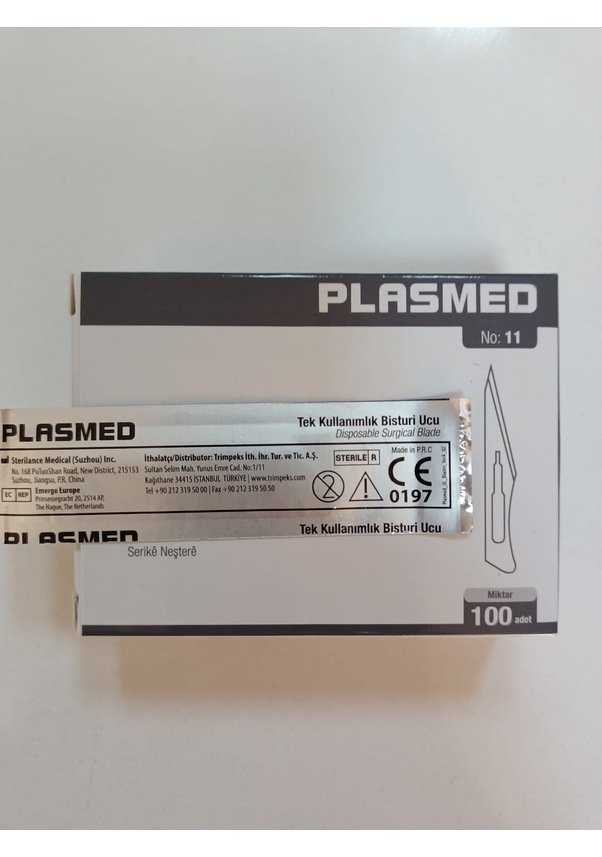 PLASMED
No: 11
PLASMED
Tek Kullanımlık Bisturi Ucu
Disposable Surgical Blade
Sterilance Medical (Suzhou) Inc.
No. 168 PuTuoShan Road, New District, 215153
Suzhou, Jiangsu, P.R. China
EC REP Emergo Europe
Prinsessegracht 20, 2514 AP,
The Hague, The Netherlands
İthalatçı/Distributor: Trimpeks İth. İhr. Tur. ve Tic. A.Ş.
Sultan Selim Mah. Yunus Emre Cad. No:1/11
Kağıthane 34415 İSTANBUL TÜRKİYE | www.trimpeks.com
Tel +90 212 319 50 00 | Fax +90 212 319 50 50
STERILE R
2
Made in P.R.C
CE
0197
PLASMED
Tek Kullanımlık Bisturi Ucu
Serikê Neşterê
Miktar
100 adet